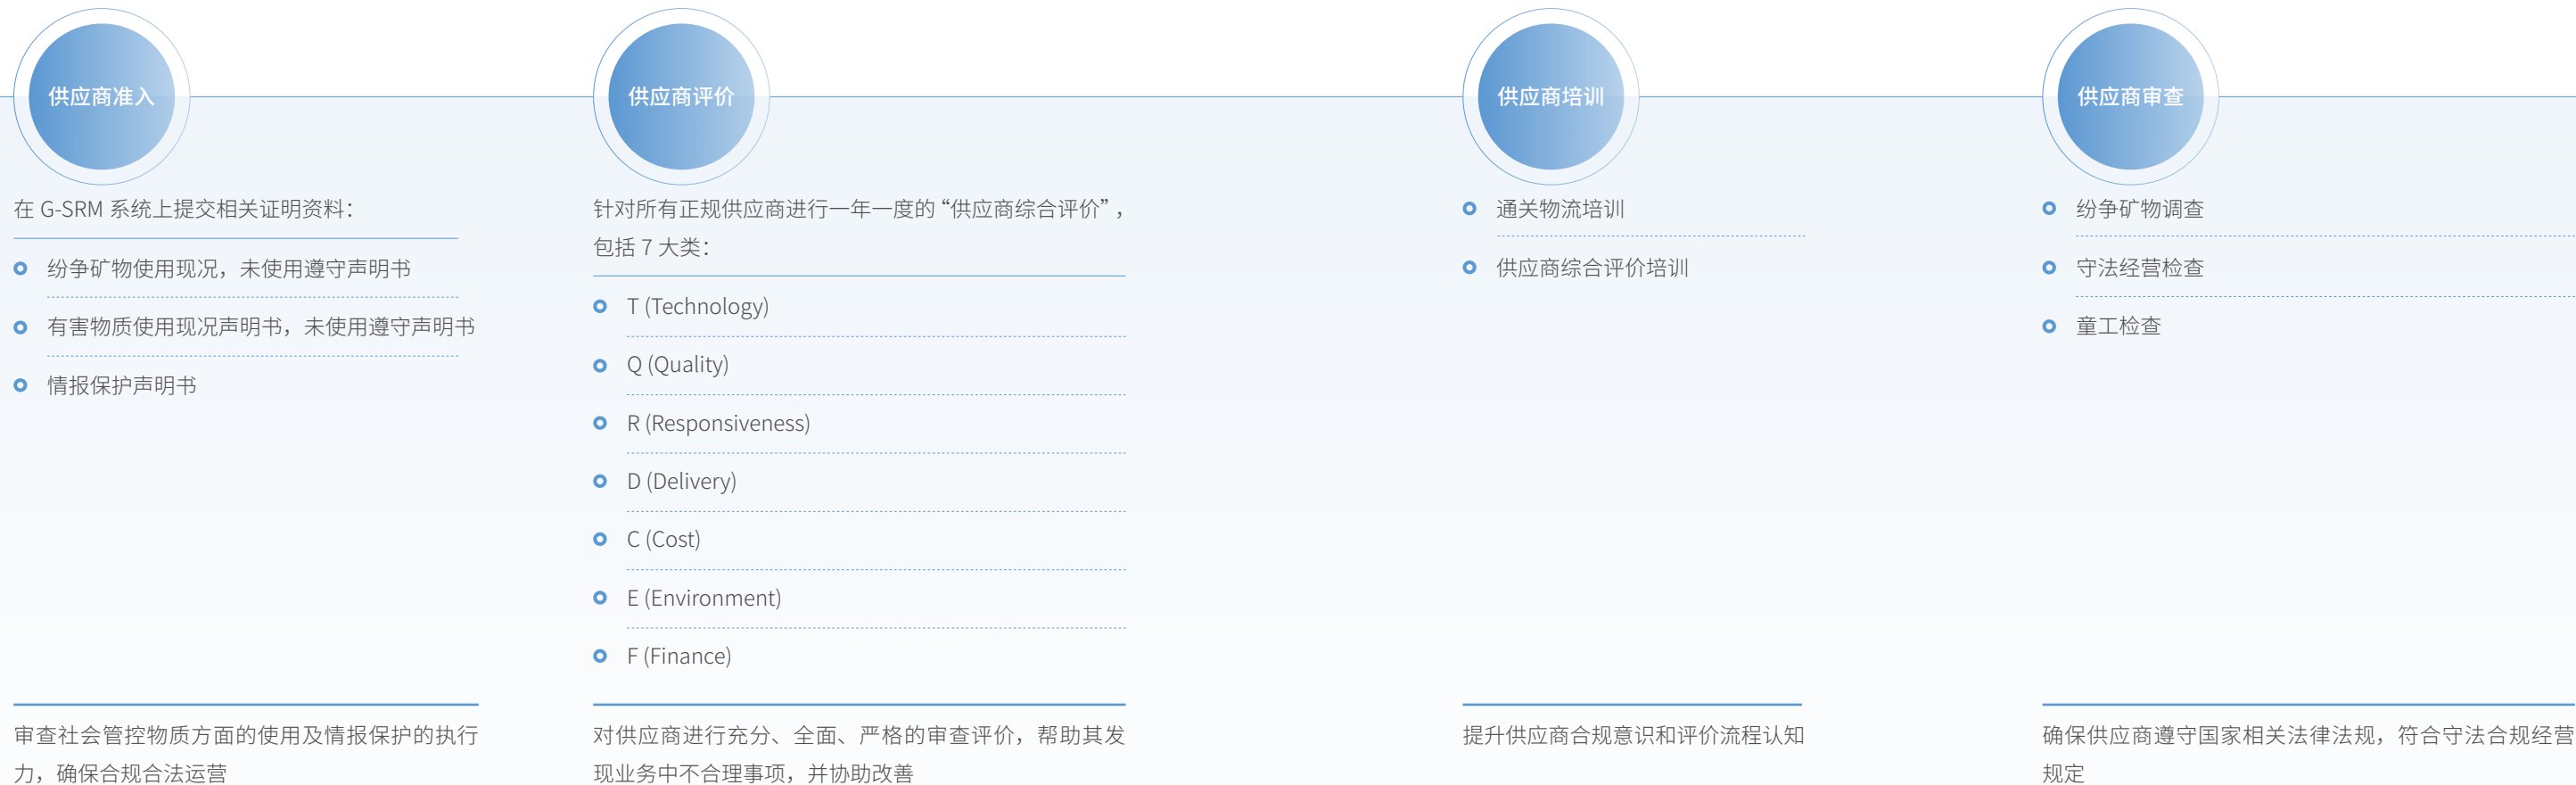 供应商准入
在 G-SRM 系统上提交相关证明资料：
纷争矿物使用现况，未使用遵守声明书
有害物质使用现况声明书，未使用遵守声明书
情报保护声明书
审查社会管控物质方面的使用及情报保护的执行
力，确保合规合法运营
供应商评价
针对所有正规供应商进行一年一度的“供应商综合评价”，
包括 7 大类：
T (Technology)
Q (Quality)
R (Responsiveness)
D (Delivery)
C (Cost)
E (Environment)
F (Finance)
对供应商进行充分、全面、严格的审查评价，帮助其发
现业务中不合理事项，并协助改善
供应商培训
通关物流培训
供应商综合评价培训
提升供应商合规意识和评价流程认知
供应商审查
纷争矿物调查
守法经营检查
童工检查
确保供应商遵守国家相关法律法规，符合守法合规经营
规定